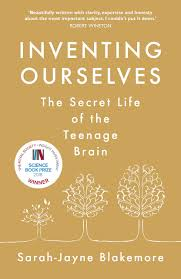 'Beautifully written with clarity, expertise and honesty
about the most important subject. I couldn't put it down.'
ROBERT WINSTON
INVENTING
OURSELVES
The Secret Life
of the
Teenage
Brain
SCIENCE
BOOK PRIZE
2018
WINNER
Sarah-Jayne Blakemore